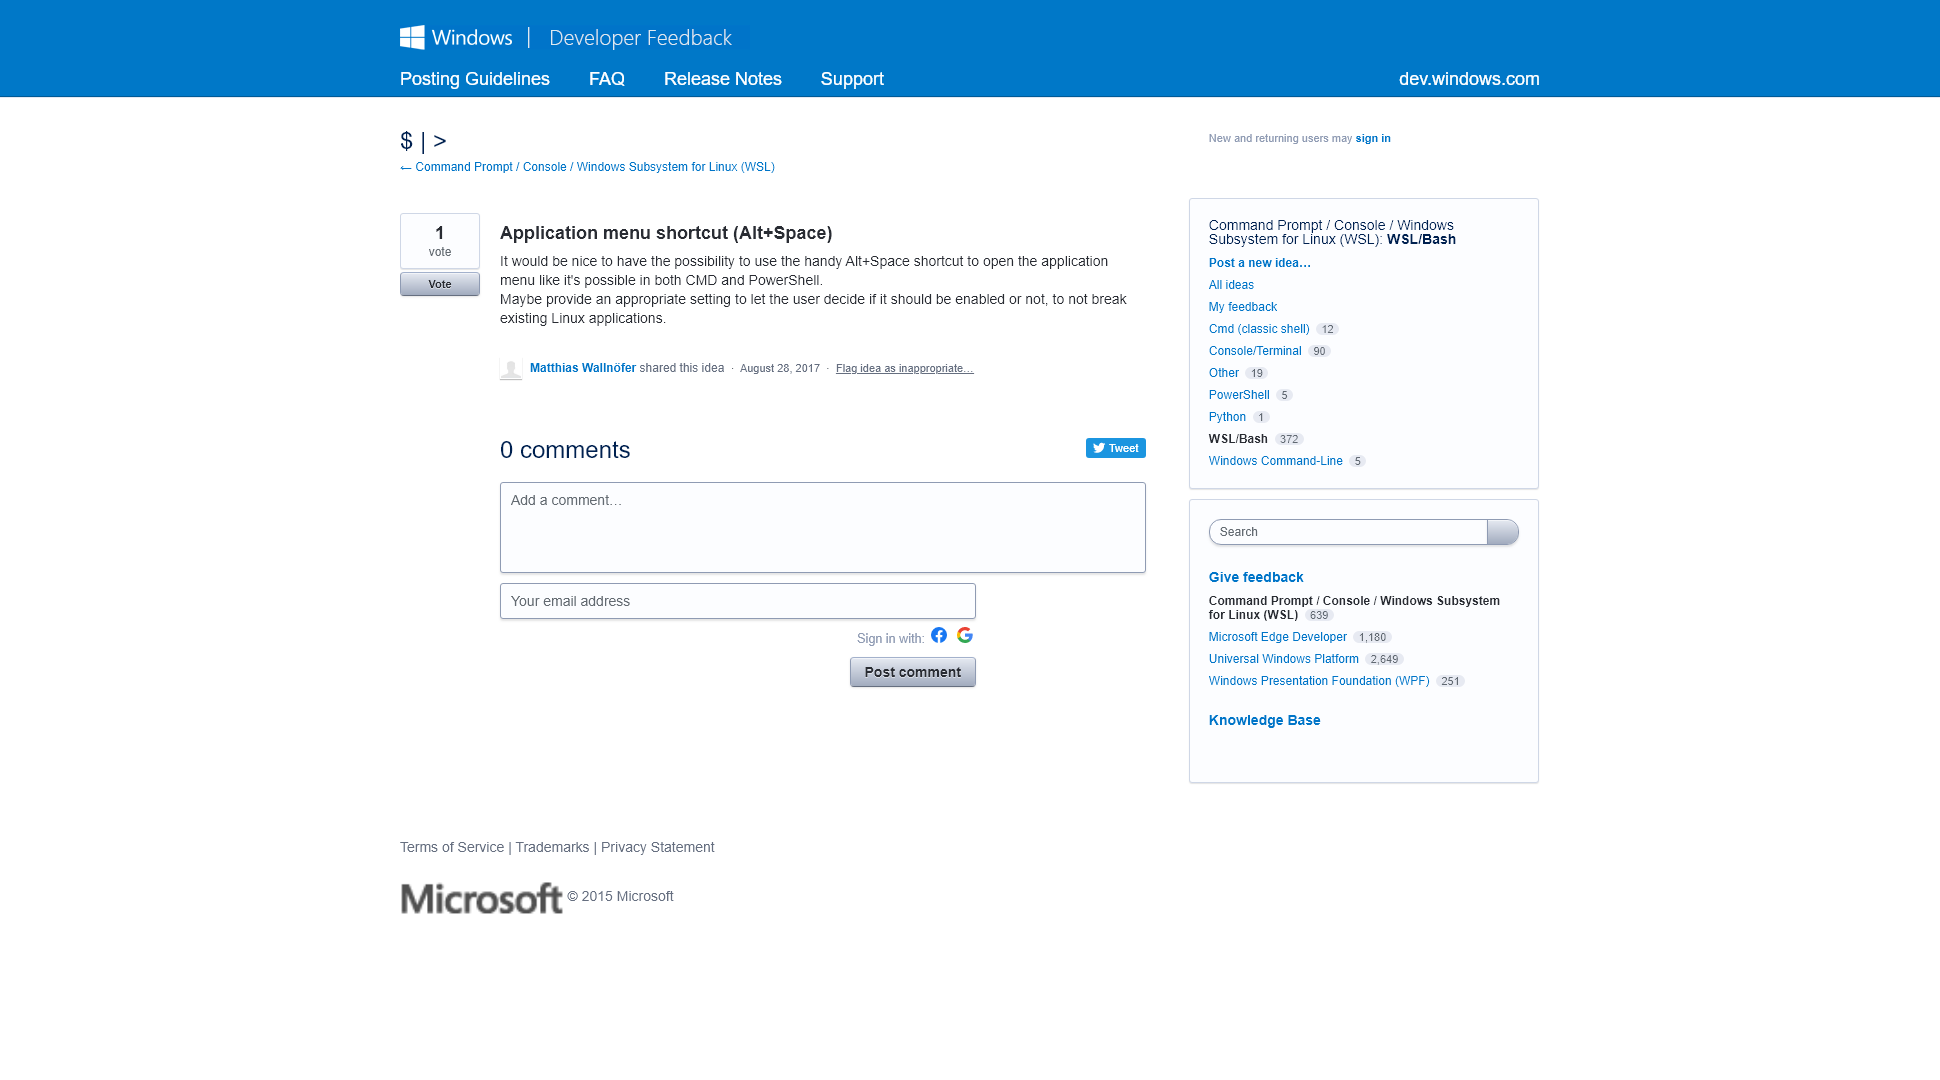 Windows | Developer Feedback
Posting Guidelines FAQ Release Notes Support dev.windows.com
$ | >
← Command Prompt / Console / Windows Subsystem for Linux (WSL)
New and returning users may sign in
1
vote
Vote
Application menu shortcut (Alt+Space)
It would be nice to have the possibility to use the handy Alt+Space shortcut to open the application
menu like it's possible in both CMD and PowerShell.
Maybe provide an appropriate setting to let the user decide if it should be enabled or not, to not break
existing Linux applications.
Matthias Wallnöfer shared this idea · August 28, 2017 · Flag idea as inappropriate…
0 comments
Tweet
Add a comment…
Your email address
Sign in with:
Post comment
Command Prompt / Console / Windows
Subsystem for Linux (WSL): WSL/Bash
Post a new idea…
All ideas
My feedback
Cmd (classic shell) 12
Console/Terminal 90
Other 19
PowerShell 5
Python 1
WSL/Bash 372
Windows Command-Line 5
Search
Give feedback
Command Prompt / Console / Windows Subsystem
for Linux (WSL) 639
Microsoft Edge Developer 1,180
Universal Windows Platform 2,649
Windows Presentation Foundation (WPF) 251
Knowledge Base
Terms of Service | Trademarks | Privacy Statement
Microsoft © 2015 Microsoft